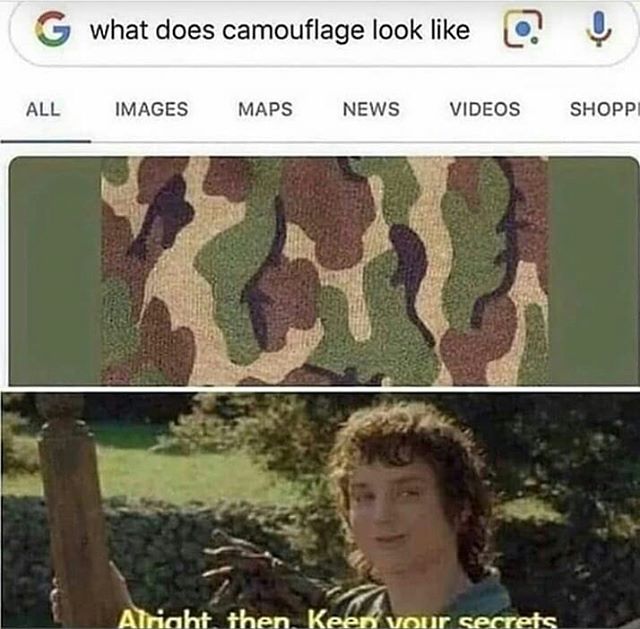 what does camouflage look like
ALL IMAGES MAPS NEWS VIDEOS SHOPP
Alright, then. Keep your secrets